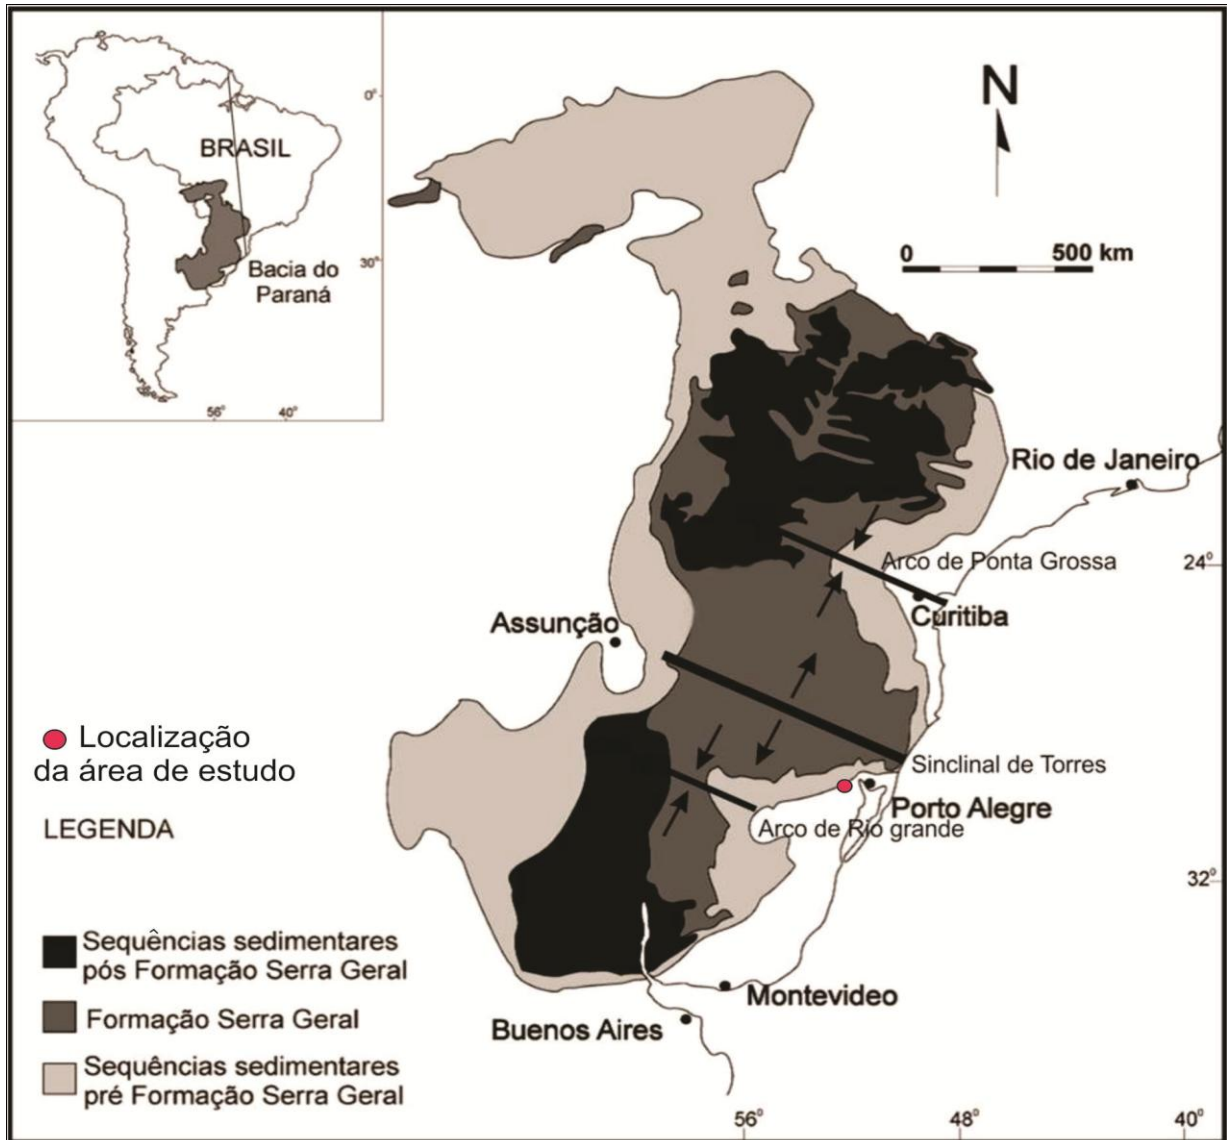 0°
BRASIL
30°
Bacia do
Paraná
56°
40°
N
0
500 km
Rio de Janeiro
Arco de Ponta Grossa
24°
Curitiba
Assunção
Localização
da área de estudo
Sinclinal de Torres
Porto Alegre
LEGENDA
Arco de Rio grande
32°
Sequências sedimentares
pós Formação Serra Geral
Montevideo
Formação Serra Geral
Buenos Aires
Sequências sedimentares
pré Formação Serra Geral
56°
48°
40°